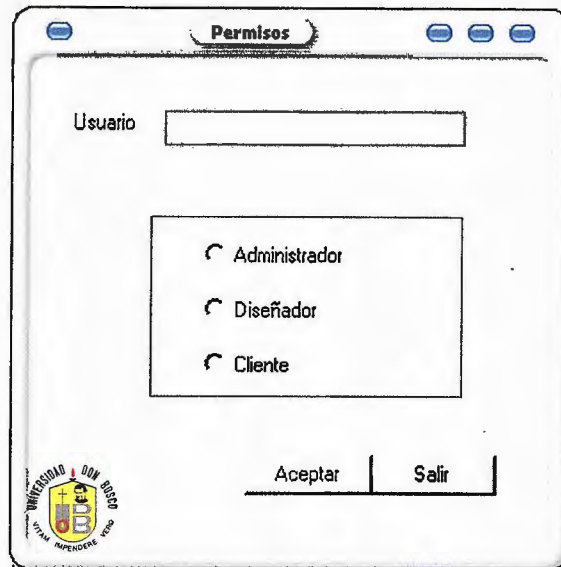 Permisos
Usuario
Administrador
Diseñador
Cliente
Aceptar Salir
UNIVERSIDAD DON BOSCO
VITAM IMPENDERE VERO